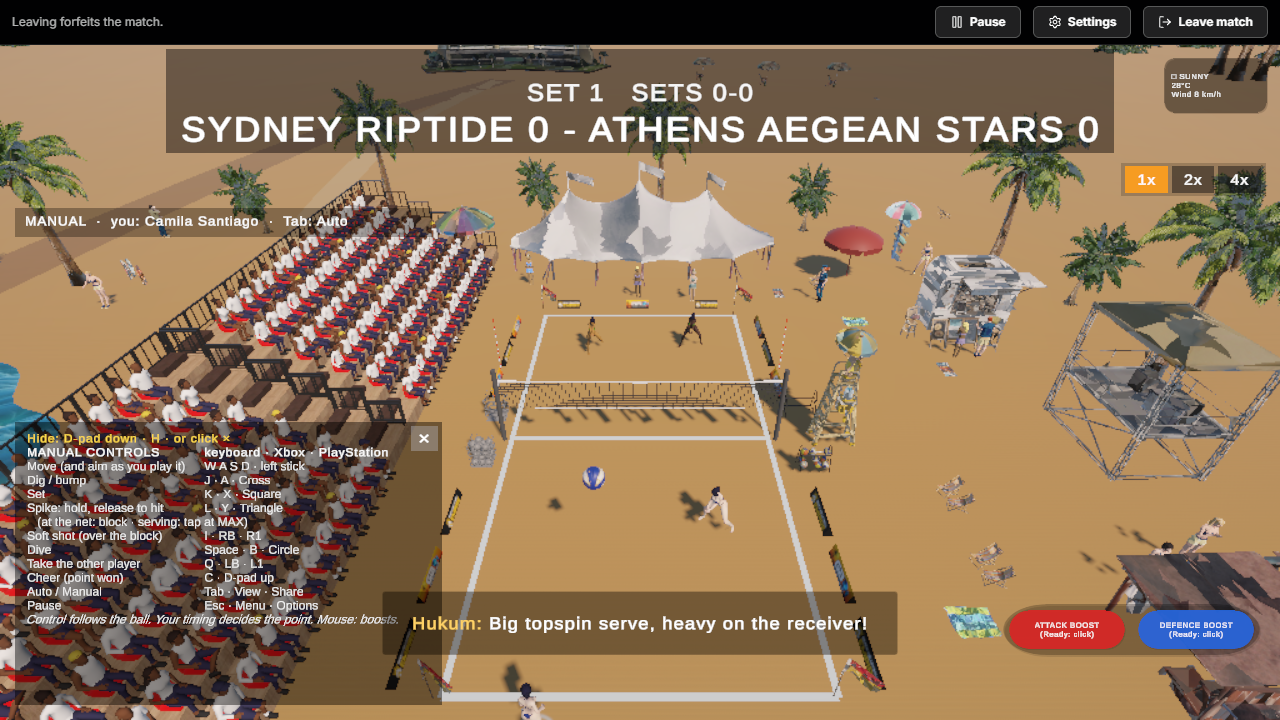 Leaving forfeits the match.
Pause
Settings
Leave match
SET 1 SETS 0-0
SYDNEY RIPTIDE 0 - ATHENS AEGEAN STARS 0
SUNNY
28°C
Wind 8 km/h
1x 2x 4x
MANUAL · you: Camila Santiago · Tab: Auto
Hide: D-pad down · H · or click ×
MANUAL CONTROLS keyboard · Xbox · PlayStation
Move (and aim as you play it) W A S D · left stick
Dig / bump J · A · Cross
Set K · X · Square
Spike: hold, release to hit L · Y · Triangle
(at the net: block · serving: tap at MAX)
Soft shot (over the block) I · RB · R1
Dive Space · B · Circle
Take the other player Q · LB · L1
Cheer (point won) C · D-pad up
Auto / Manual Tab · View · Share
Pause Esc · Menu · Options
Control follows the ball. Your timing decides the point. Mouse: boosts.
Hukum: Big topspin serve, heavy on the receiver!
ATTACK BOOST
(Ready: click)
DEFENCE BOOST
(Ready: click)